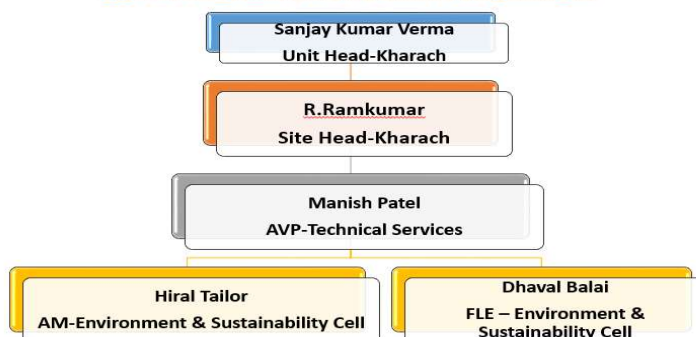 Sanjay Kumar Verma
Unit Head-Kharach
R.Ramkumar
Site Head-Kharach
Manish Patel
AVP-Technical Services
Hiral Tailor
AM-Environment & Sustainability Cell
Dhaval Balai
FLE – Environment &
Sustainability Cell